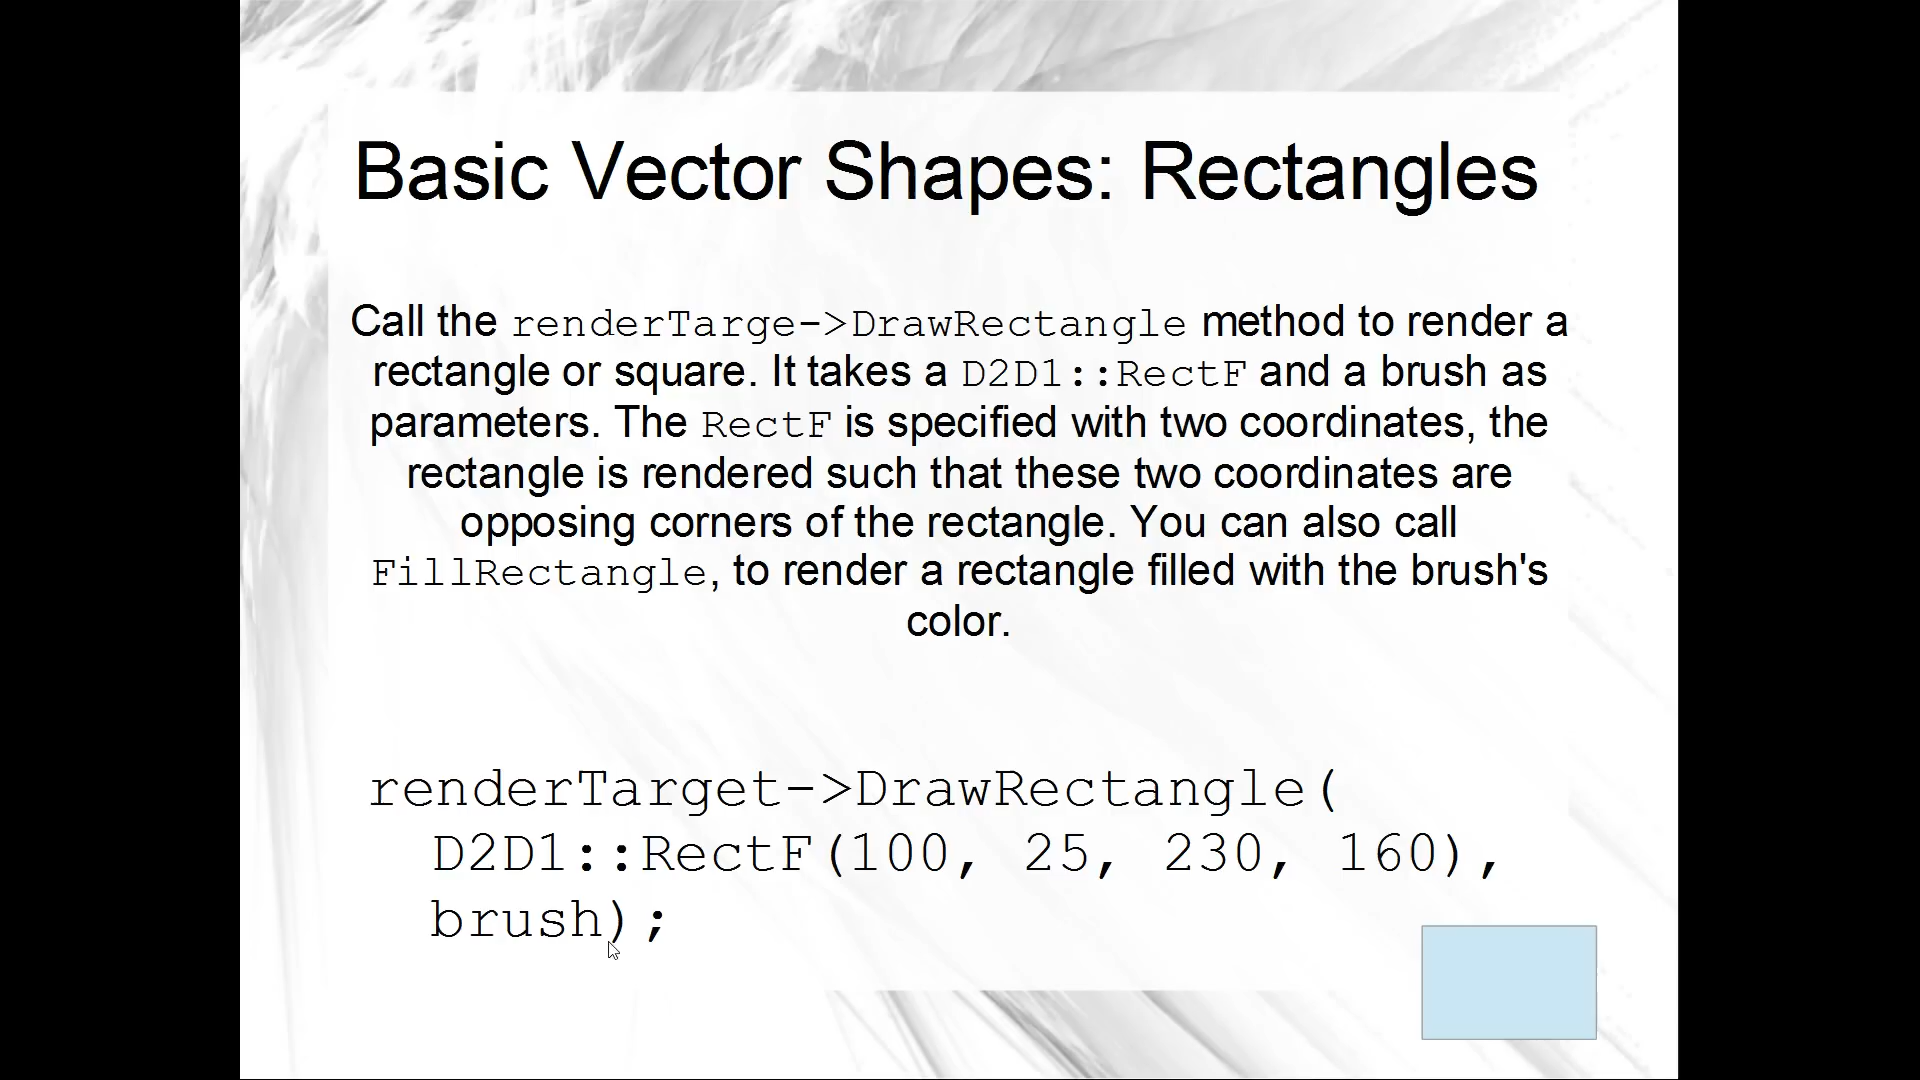 Basic Vector Shapes: Rectangles
Call the renderTarge->DrawRectangle method to render a
rectangle or square. It takes a D2D1::RectF and a brush as
parameters. The RectF is specified with two coordinates, the
rectangle is rendered such that these two coordinates are
opposing corners of the rectangle. You can also call
FillRectangle, to render a rectangle filled with the brush's
color.
renderTarget->DrawRectangle(
D2D1::RectF(100, 25, 230, 160),
brush);